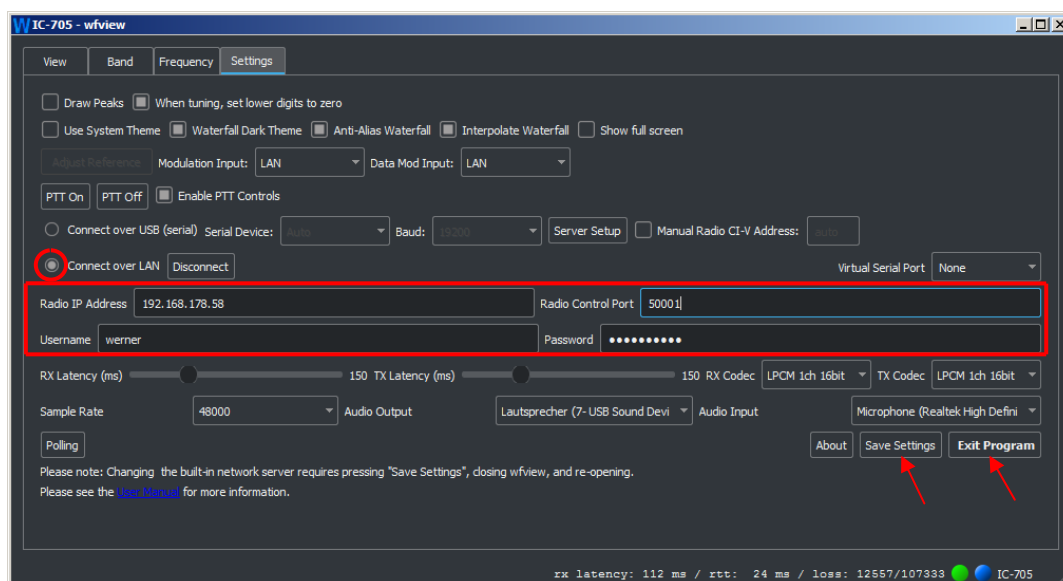 IC-705 - wfview
View Band Frequency Settings
Draw Peaks When tuning, set lower digits to zero
Use System Theme Waterfall Dark Theme Anti-Alias Waterfall Interpolate Waterfall Show full screen
Adjust Reference Modulation Input: LAN Data Mod Input: LAN
PTT On PTT Off Enable PTT Controls
Connect over USB (serial) Serial Device: Auto Baud: 19200 Server Setup Manual Radio CI-V Address: auto
Connect over LAN Disconnect Virtual Serial Port None
Radio IP Address 192.168.178.58 Radio Control Port 50001
Username werner Password ●●●●●●●●●●
RX Latency (ms) 150 TX Latency (ms) 150 RX Codec LPCM 1ch 16bit TX Codec LPCM 1ch 16bit
Sample Rate 48000 Audio Output Lautsprecher (7- USB Sound Devi Audio Input Microphone (Realtek High Defini
Polling About Save Settings Exit Program
Please note: Changing the built-in network server requires pressing "Save Settings", closing wfview, and re-opening.
Please see the User Manual for more information.
rx latency: 112 ms / rtt: 24 ms / loss: 12557/107333 IC-705